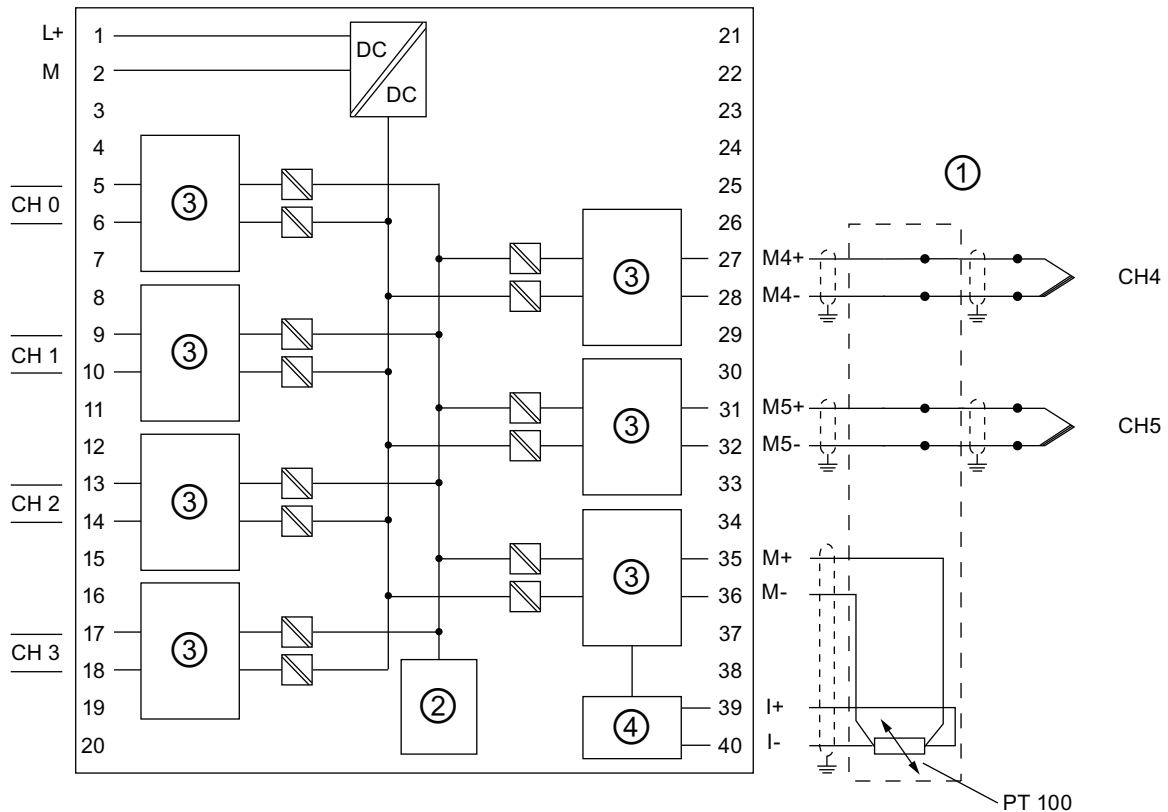 L+ 1 DC 21
M 2 DC 22
3 23
4 24
CH 0 5 ③ 25 ①
6 26
7 ③ 27 M4+ CH4
8 28 M4-
CH 1 9 ③ 29
10 30
11 ③ 31 M5+ CH5
12 32 M5-
CH 2 13 ③ 33
14 34
15 ③ 35 M+
16 36 M-
CH 3 17 ③ 37
18 38
19 ② ④ 39 I+
20 40 I-
PT 100